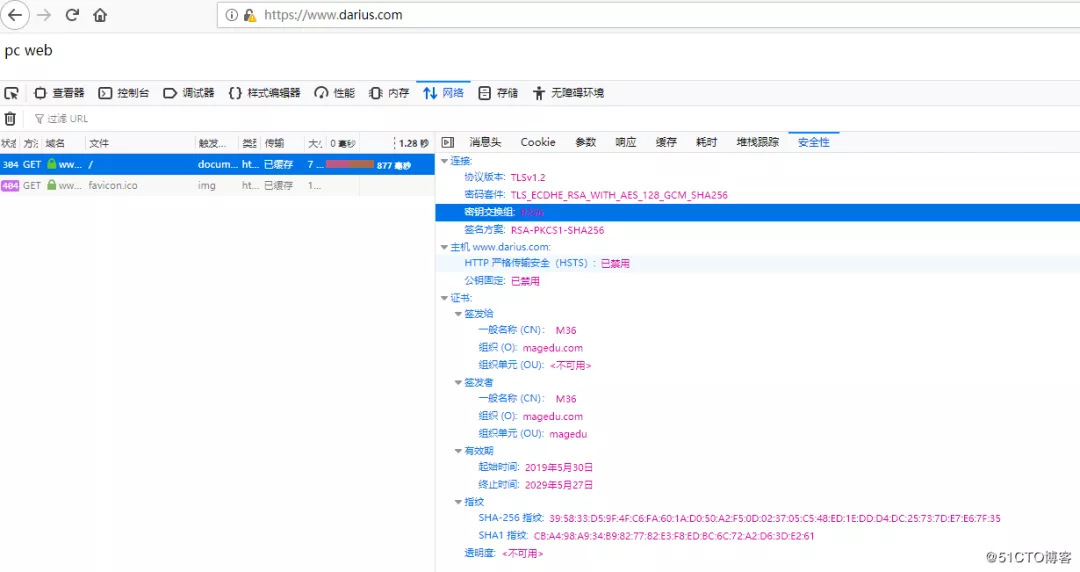 https://www.darius.com
pc web
查看器 控制台 调试器 {} 样式编辑器 性能 内存 网络 存储 无障碍环境
过滤 URL
状态 方法 域名 文件 触发... 类型 传输 大小 0 毫秒 1.28 秒
消息头 Cookie 参数 响应 缓存 耗时 堆栈跟踪 安全性
304 GET ww... / docum... ht... 已缓存 7 ... 877 毫秒
404 GET ww... favicon.ico img ht... 已缓存 1...
连接:
协议版本: TLSv1.2
密码套件: TLS_ECDHE_RSA_WITH_AES_128_GCM_SHA256
密钥交换组: P256
签名方案: RSA-PKCS1-SHA256
主机 www.darius.com:
HTTP 严格传输安全（HSTS）: 已禁用
公钥固定: 已禁用
证书:
签发给
一般名称 (CN): M36
组织 (O): magedu.com
组织单元 (OU): <不可用>
签发者
一般名称 (CN): M36
组织 (O): magedu.com
组织单元 (OU): magedu
有效期
起始时间: 2019年5月30日
终止时间: 2029年5月27日
指纹
SHA-256 指纹: 39:58:33:D5:9F:4F:C6:FA:60:1A:D0:50:A2:F5:0D:02:37:05:C5:48:ED:1E:DD:D4:DC:25:73:7D:E7:E6:7F:35
SHA1 指纹: CB:A4:98:A9:34:B9:82:77:82:E3:F8:ED:BC:6C:72:A2:D6:3D:E2:61
透明度: <不可用>
@51CTO博客